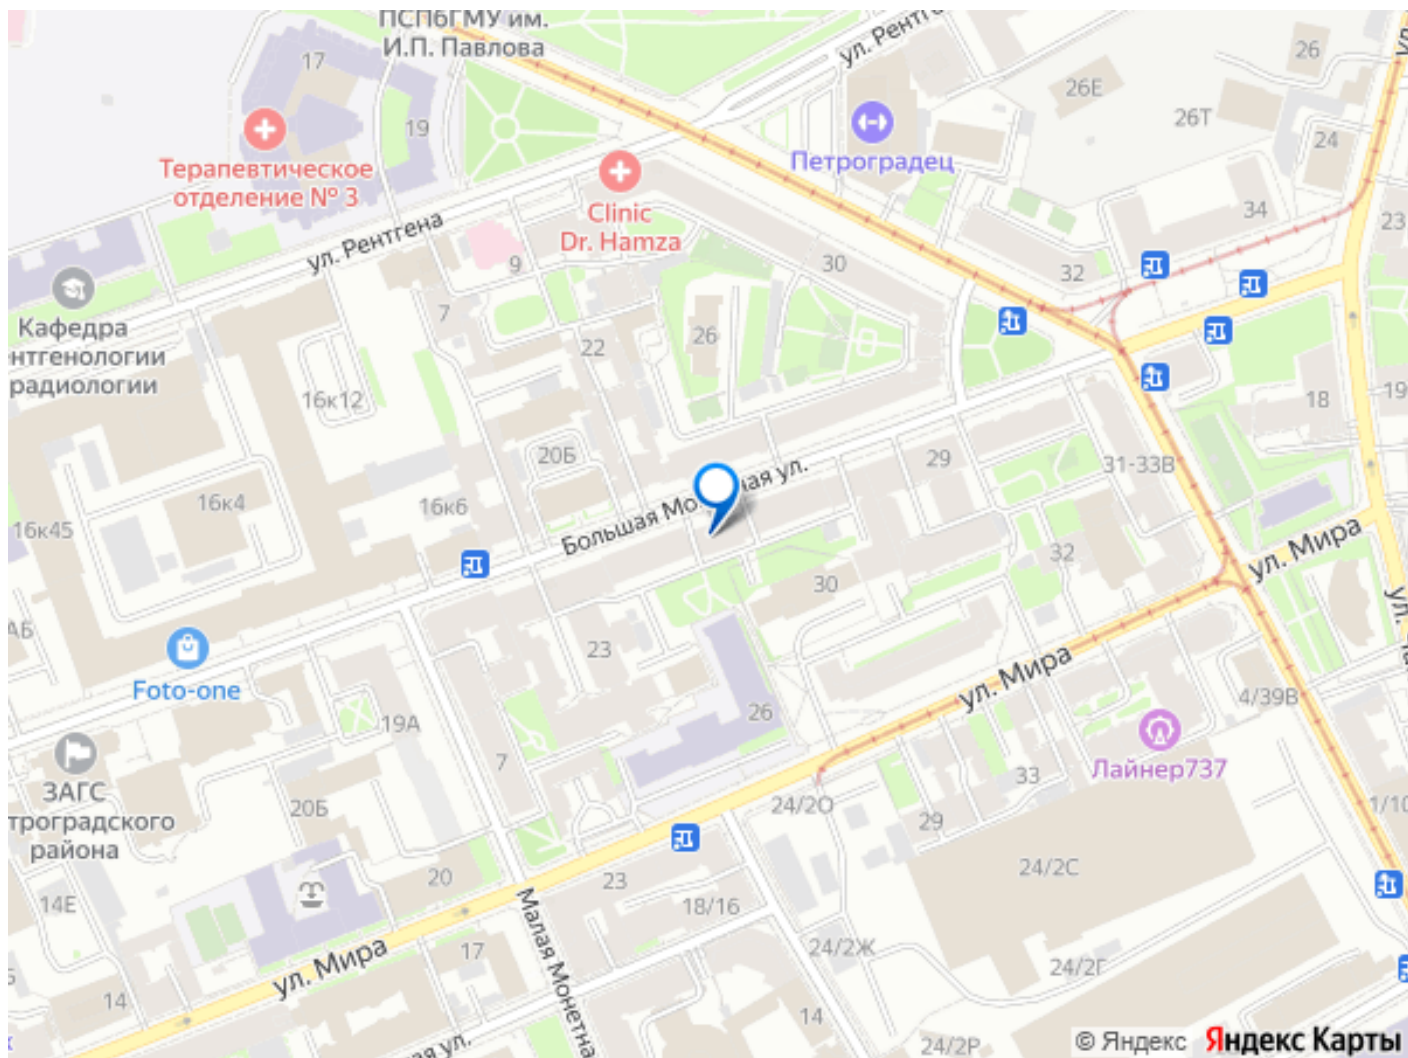 ПСПбГМУ им.
И.П. Павлова
ул. Рентгена
17
19
26
26Е
26Т
24
Петроградец
Терапевтическое
отделение № 3
Clinic
Dr. Hamza
34
23
ул. Рентгена
9
30
32
7
26
22
Кафедра
ентгенологии
радиологии
16к12
18
19
20Б
29
31-33В
16к4
16к6
16к45
Большая Мо
ная ул.
ул. Мира
30
32
АБ
23
Foto-one
ул. Мира
4/39В
26
19А
7
Лайнер737
33
ЗАГС
троградского
района
20Б
24/2О
29
1/10
24/2С
20
23
14Е
18/16
17
24/2Ж
24/2Г
ул. Мира
Малая Монетна
14
14
24/2Р
ая ул.
© Яндекс Яндекс Карты